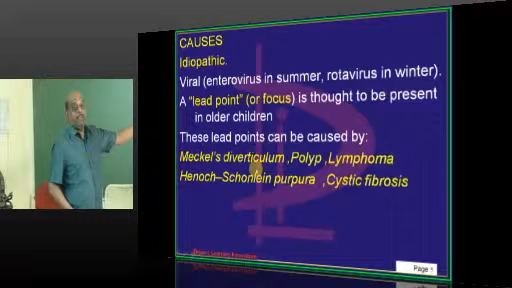 CAUSES
Idiopathic.
Viral (enterovirus in summer, rotavirus in winter).
A "lead point" (or focus) is thought to be present
in older children
These lead points can be caused by:
Meckel's diverticulum ,Polyp ,Lymphoma
Henoch–Schonlein purpura ,Cystic fibrosis
Page 1